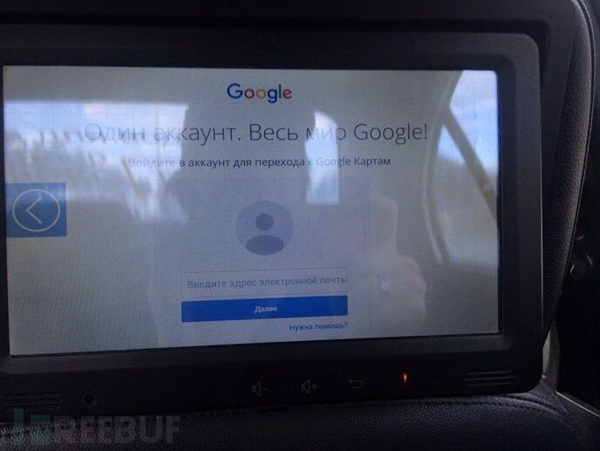 Google
Один аккаунт. Весь мир Google!
Войдите в аккаунт для перехода к Google Картам
Введите адрес электронной почты
Далее
Нужна помощь?
REEBUF